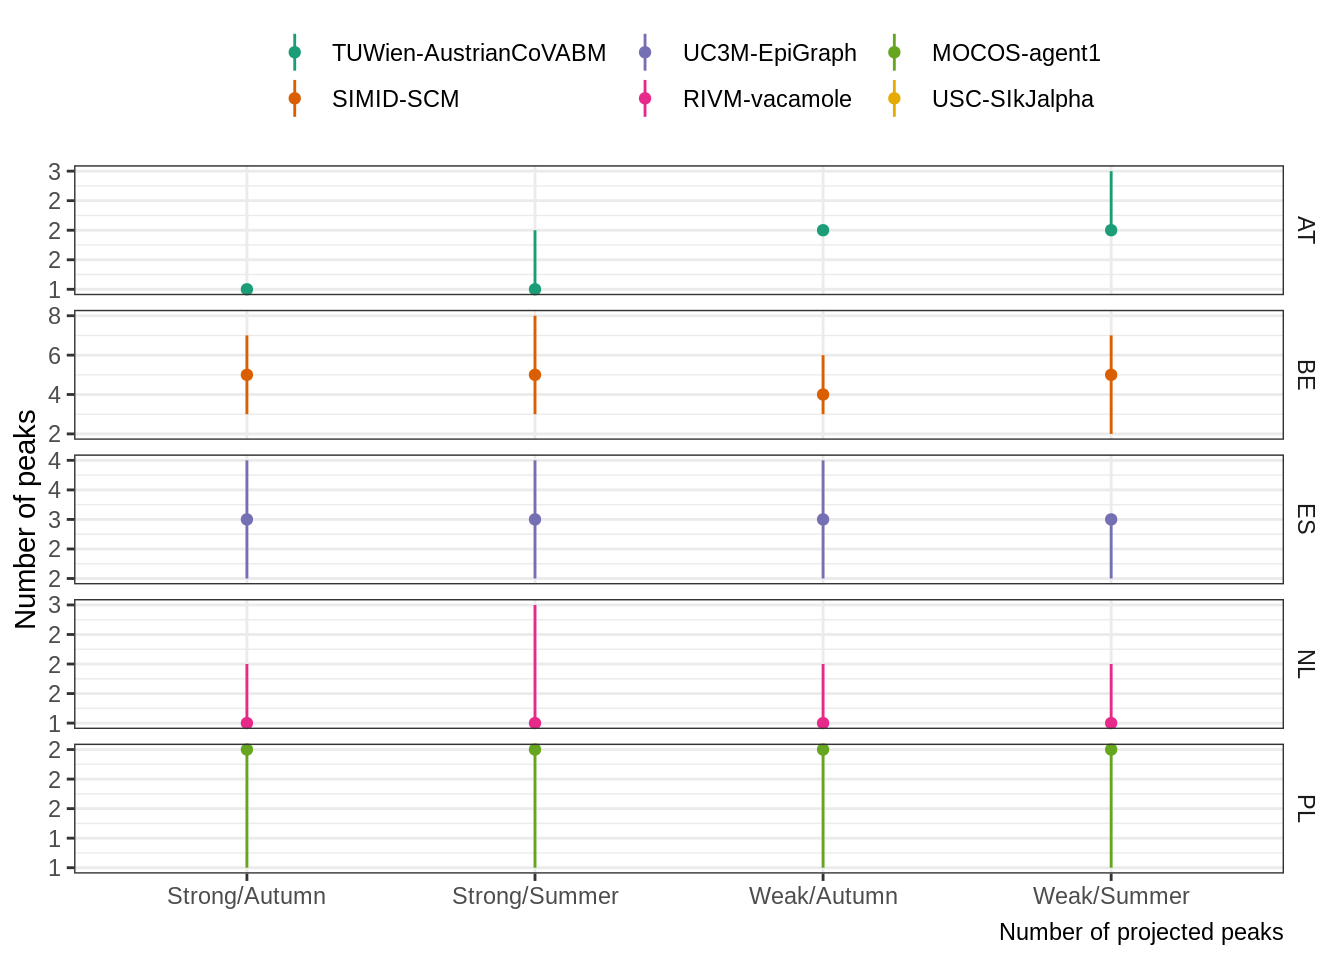 TUWien-AustrianCoVABM UC3M-EpiGraph MOCOS-agent1
SIMID-SCM RIVM-vacamole USC-SIkJalpha
Number of peaks
3
2
2
2
1
AT
8
6
4
2
BE
4
4
3
2
2
ES
3
2
2
2
1
NL
2
2
2
1
1
PL
Strong/Autumn Strong/Summer Weak/Autumn Weak/Summer
Number of projected peaks